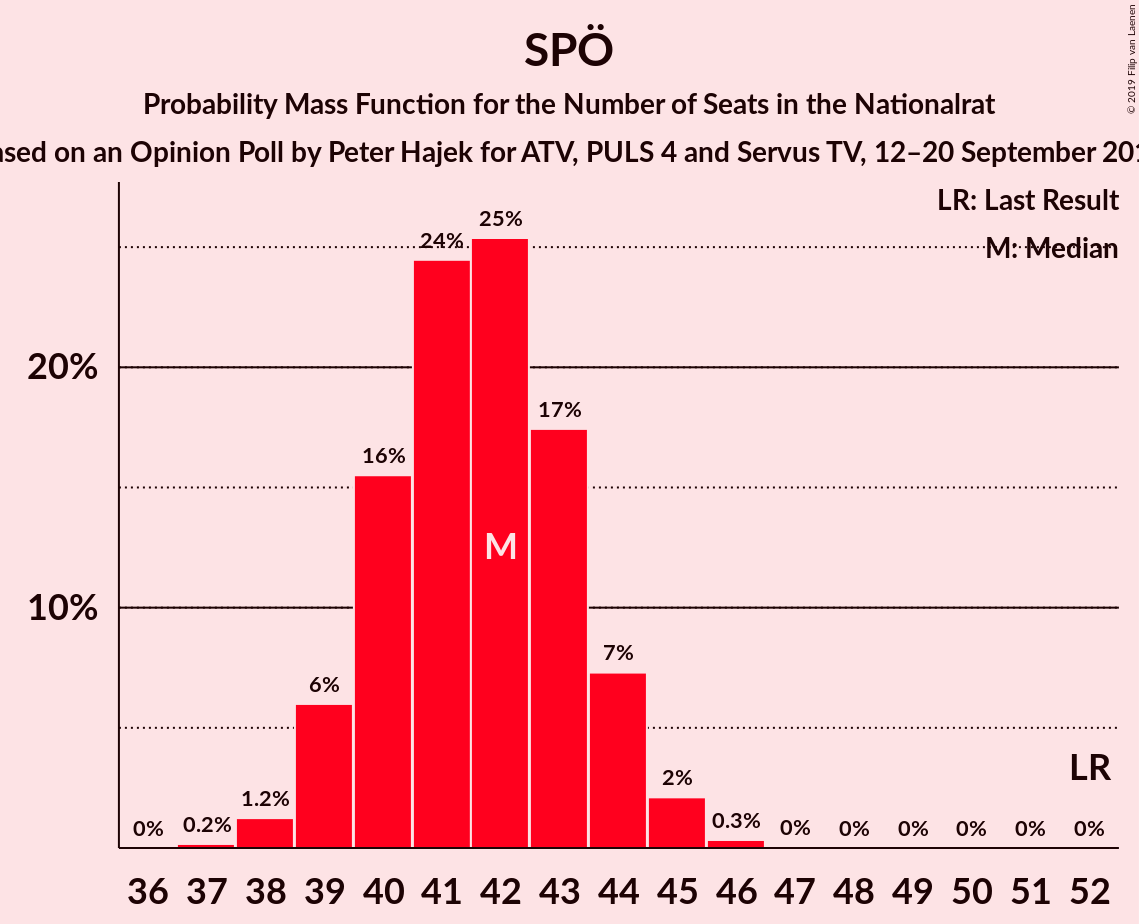 SPÖ
Probability Mass Function for the Number of Seats in the Nationalrat
on an Opinion Poll by Peter Hajek for ATV, PULS 4 and Servus TV, 12–20 September
© 2019 Filip van Laenen
LR: Last Result
M: Median
25%
24%
20%
17%
16%
M
10%
7%
6%
LR
2%
1.2%
0.3%
0.2%
0% 0% 0% 0% 0% 0% 0%
36 37 38 39 40 41 42 43 44 45 46 47 48 49 50 51 52